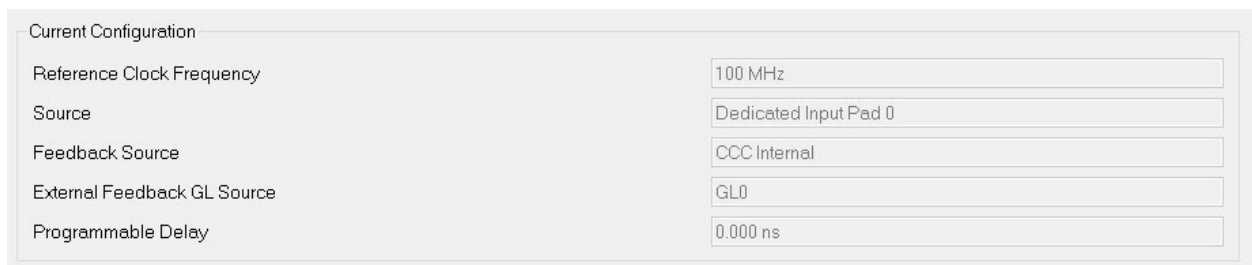 Current Configuration
Reference Clock Frequency 100 MHz
Source Dedicated Input Pad 0
Feedback Source CCC Internal
External Feedback GL Source GL0
Programmable Delay 0.000 ns